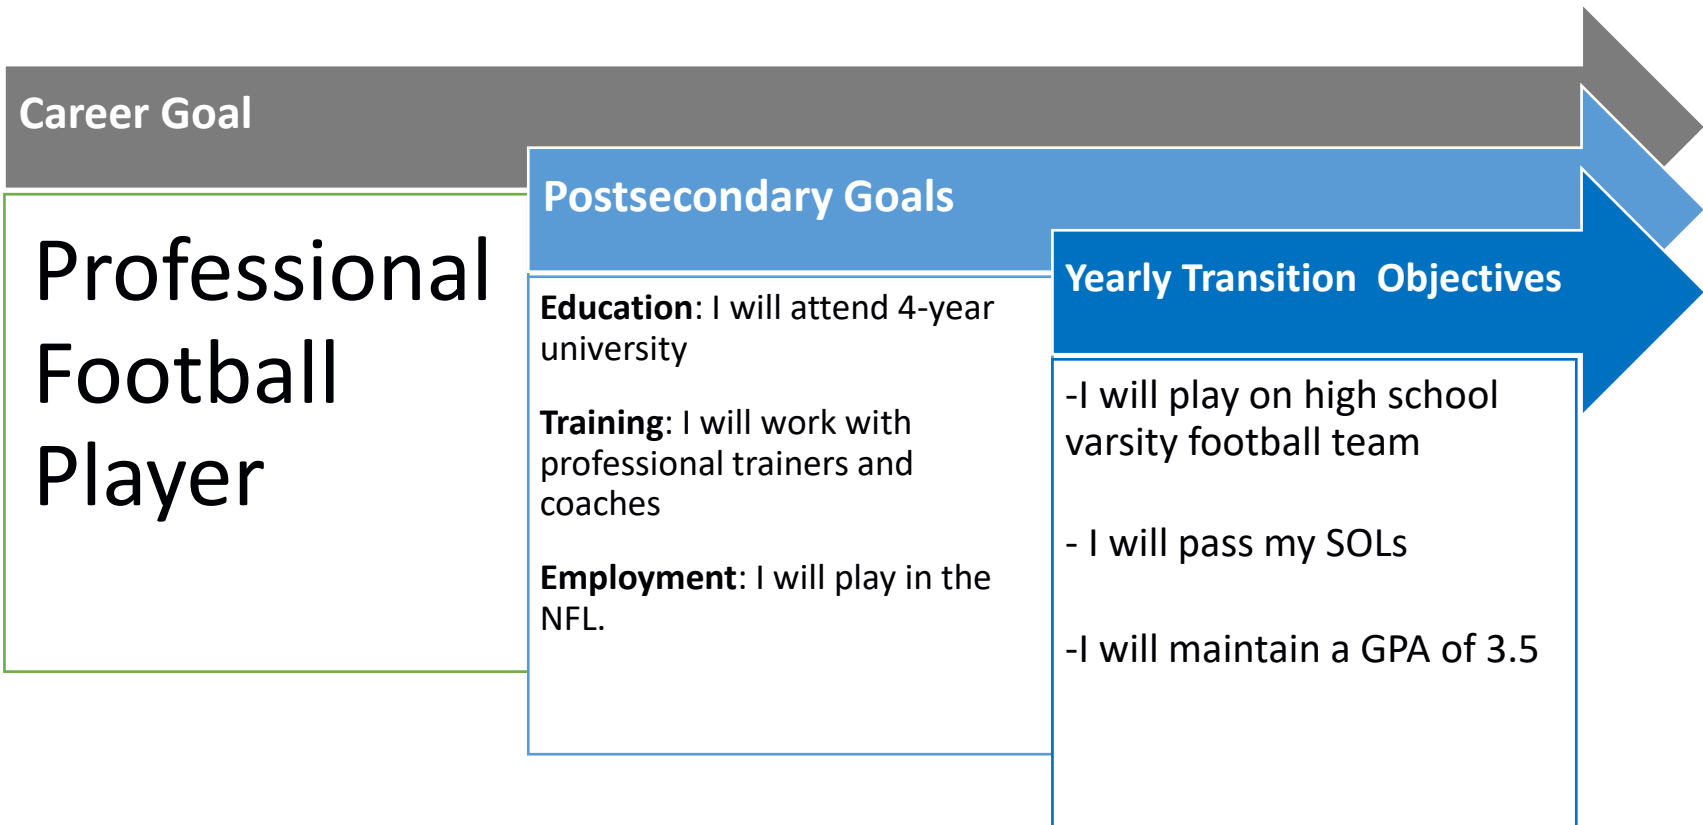 Career Goal
Professional
Football
Player
Postsecondary Goals
Education: I will attend 4-year
university
Training: I will work with
professional trainers and
coaches
Employment: I will play in the
NFL.
Yearly Transition  Objectives
-I will play on high school
varsity football team
- I will pass my SOLs
-I will maintain a GPA of 3.5